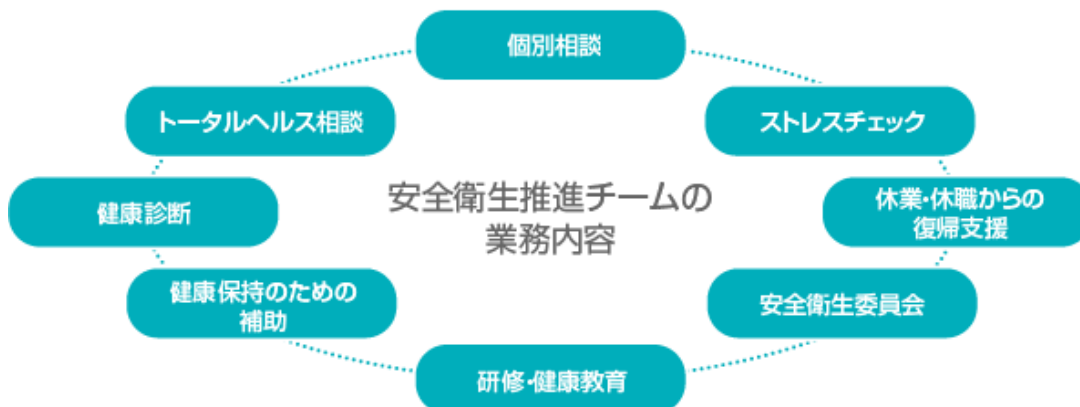 個別相談
トータルヘルス相談
ストレスチェック
安全衛生推進チームの
業務内容
健康診断
休業・休職からの
復帰支援
健康保持のための
補助
安全衛生委員会
研修・健康教育